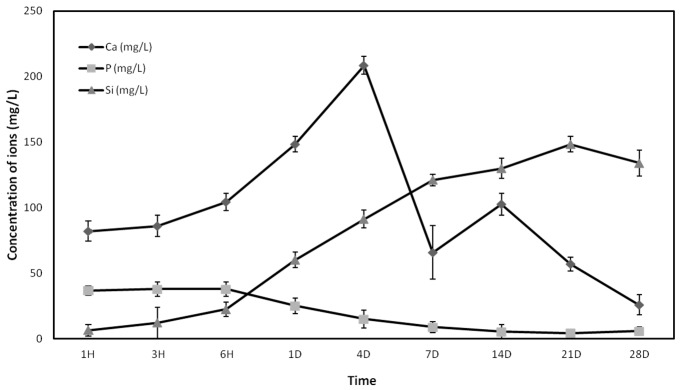 250
200
150
100
50
0
Concentration of ions (mg/L)
Ca (mg/L)
P (mg/L)
Si (mg/L)
1H 3H 6H 1D 4D 7D 14D 21D 28D
Time